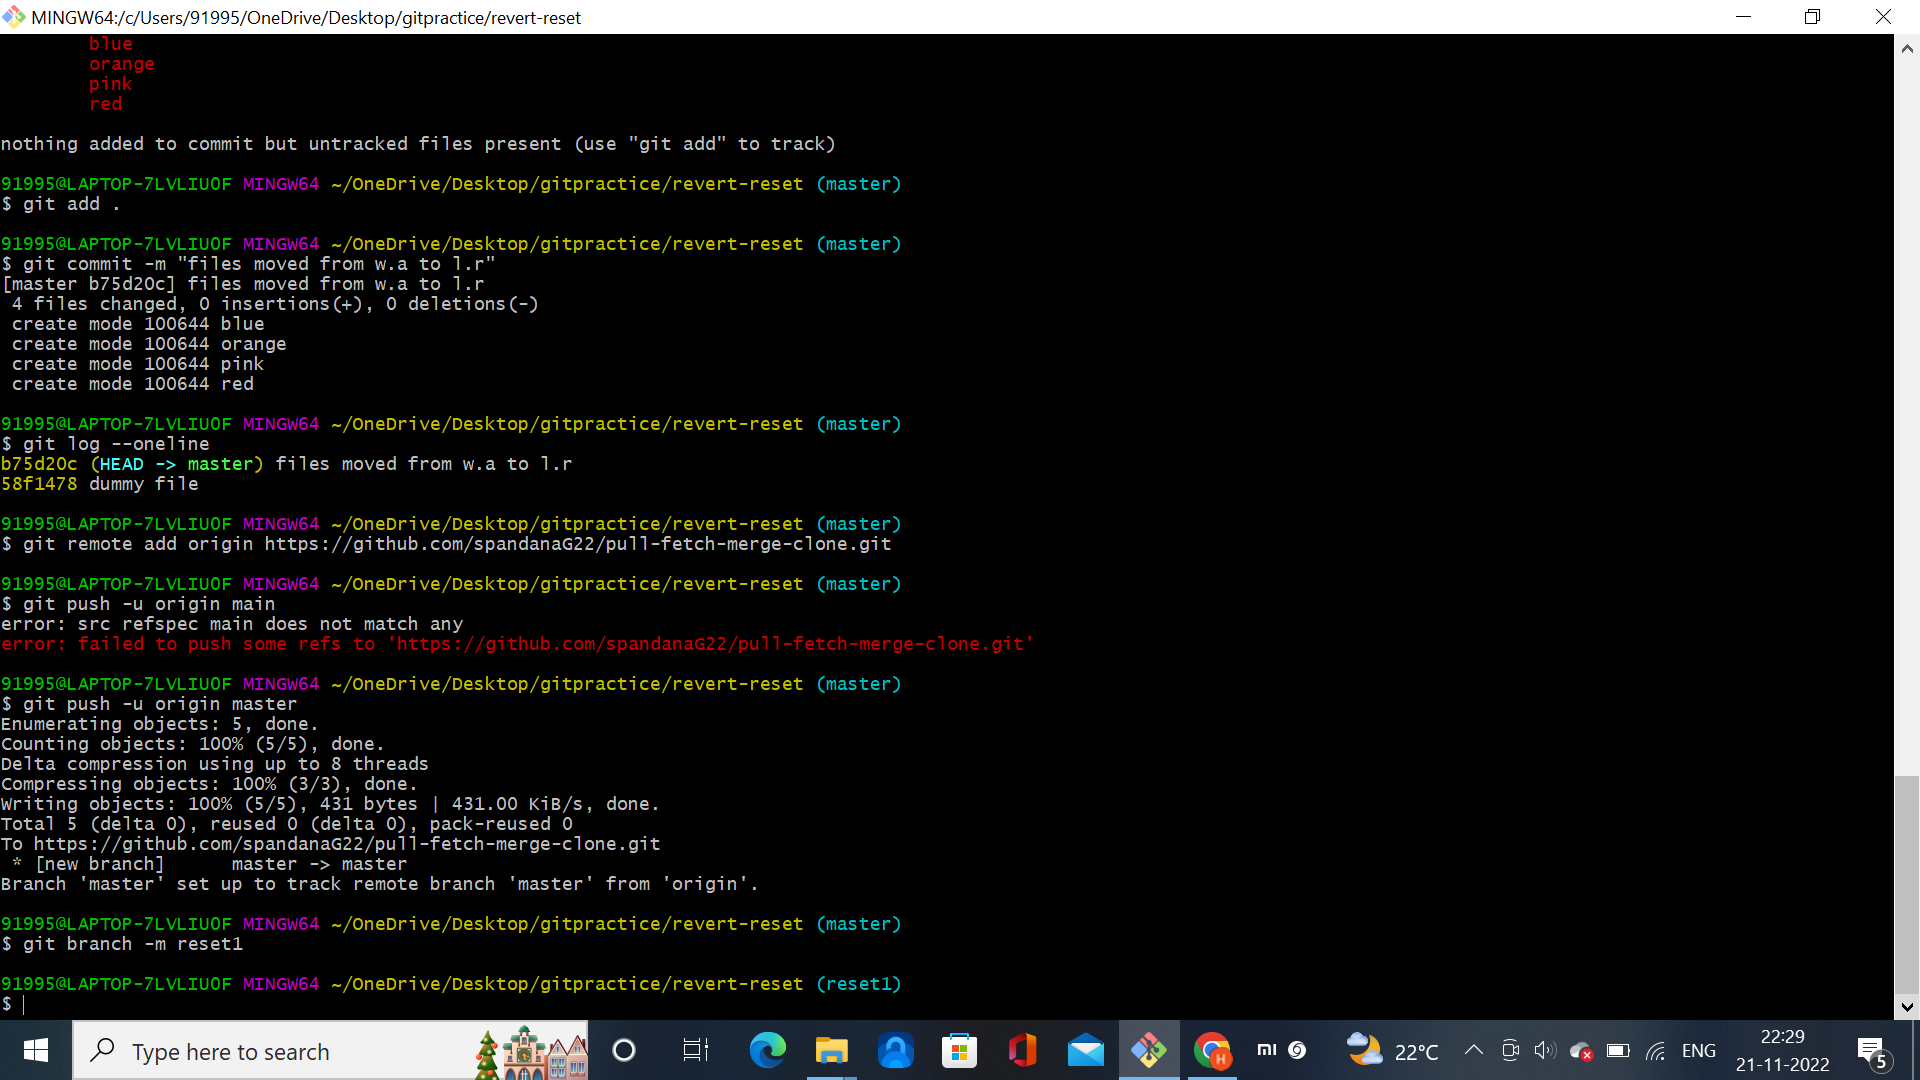 MINGW64:/c/Users/91995/OneDrive/Desktop/gitpractice/revert-reset
blue
orange
pink
red
nothing added to commit but untracked files present (use "git add" to track)
91995@LAPTOP-7LVLIU0F MINGW64 ~/OneDrive/Desktop/gitpractice/revert-reset (master)
$ git add .
91995@LAPTOP-7LVLIU0F MINGW64 ~/OneDrive/Desktop/gitpractice/revert-reset (master)
$ git commit -m "files moved from w.a to l.r"
[master b75d20c] files moved from w.a to l.r
4 files changed, 0 insertions(+), 0 deletions(-)
create mode 100644 blue
create mode 100644 orange
create mode 100644 pink
create mode 100644 red
91995@LAPTOP-7LVLIU0F MINGW64 ~/OneDrive/Desktop/gitpractice/revert-reset (master)
$ git log --oneline
b75d20c (HEAD -> master) files moved from w.a to l.r
58f1478 dummy file
91995@LAPTOP-7LVLIU0F MINGW64 ~/OneDrive/Desktop/gitpractice/revert-reset (master)
$ git remote add origin https://github.com/spandanaG22/pull-fetch-merge-clone.git
91995@LAPTOP-7LVLIU0F MINGW64 ~/OneDrive/Desktop/gitpractice/revert-reset (master)
$ git push -u origin main
error: src refspec main does not match any
error: failed to push some refs to 'https://github.com/spandanaG22/pull-fetch-merge-clone.git'
91995@LAPTOP-7LVLIU0F MINGW64 ~/OneDrive/Desktop/gitpractice/revert-reset (master)
$ git push -u origin master
Enumerating objects: 5, done.
Counting objects: 100% (5/5), done.
Delta compression using up to 8 threads
Compressing objects: 100% (3/3), done.
Writing objects: 100% (5/5), 431 bytes | 431.00 KiB/s, done.
Total 5 (delta 0), reused 0 (delta 0), pack-reused 0
To https://github.com/spandanaG22/pull-fetch-merge-clone.git
* [new branch]      master -> master
Branch 'master' set up to track remote branch 'master' from 'origin'.
91995@LAPTOP-7LVLIU0F MINGW64 ~/OneDrive/Desktop/gitpractice/revert-reset (master)
$ git branch -m reset1
91995@LAPTOP-7LVLIU0F MINGW64 ~/OneDrive/Desktop/gitpractice/revert-reset (reset1)
$
Type here to search
H
mi
22°C
ENG
22:29
21-11-2022
5